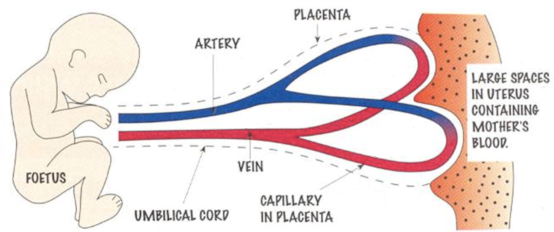 PLACENTA
ARTERY
LARGE SPACES
IN UTERUS
CONTAINING
MOTHER'S
BLOOD.
VEIN
FOETUS
UMBILICAL CORD
CAPILLARY
IN PLACENTA